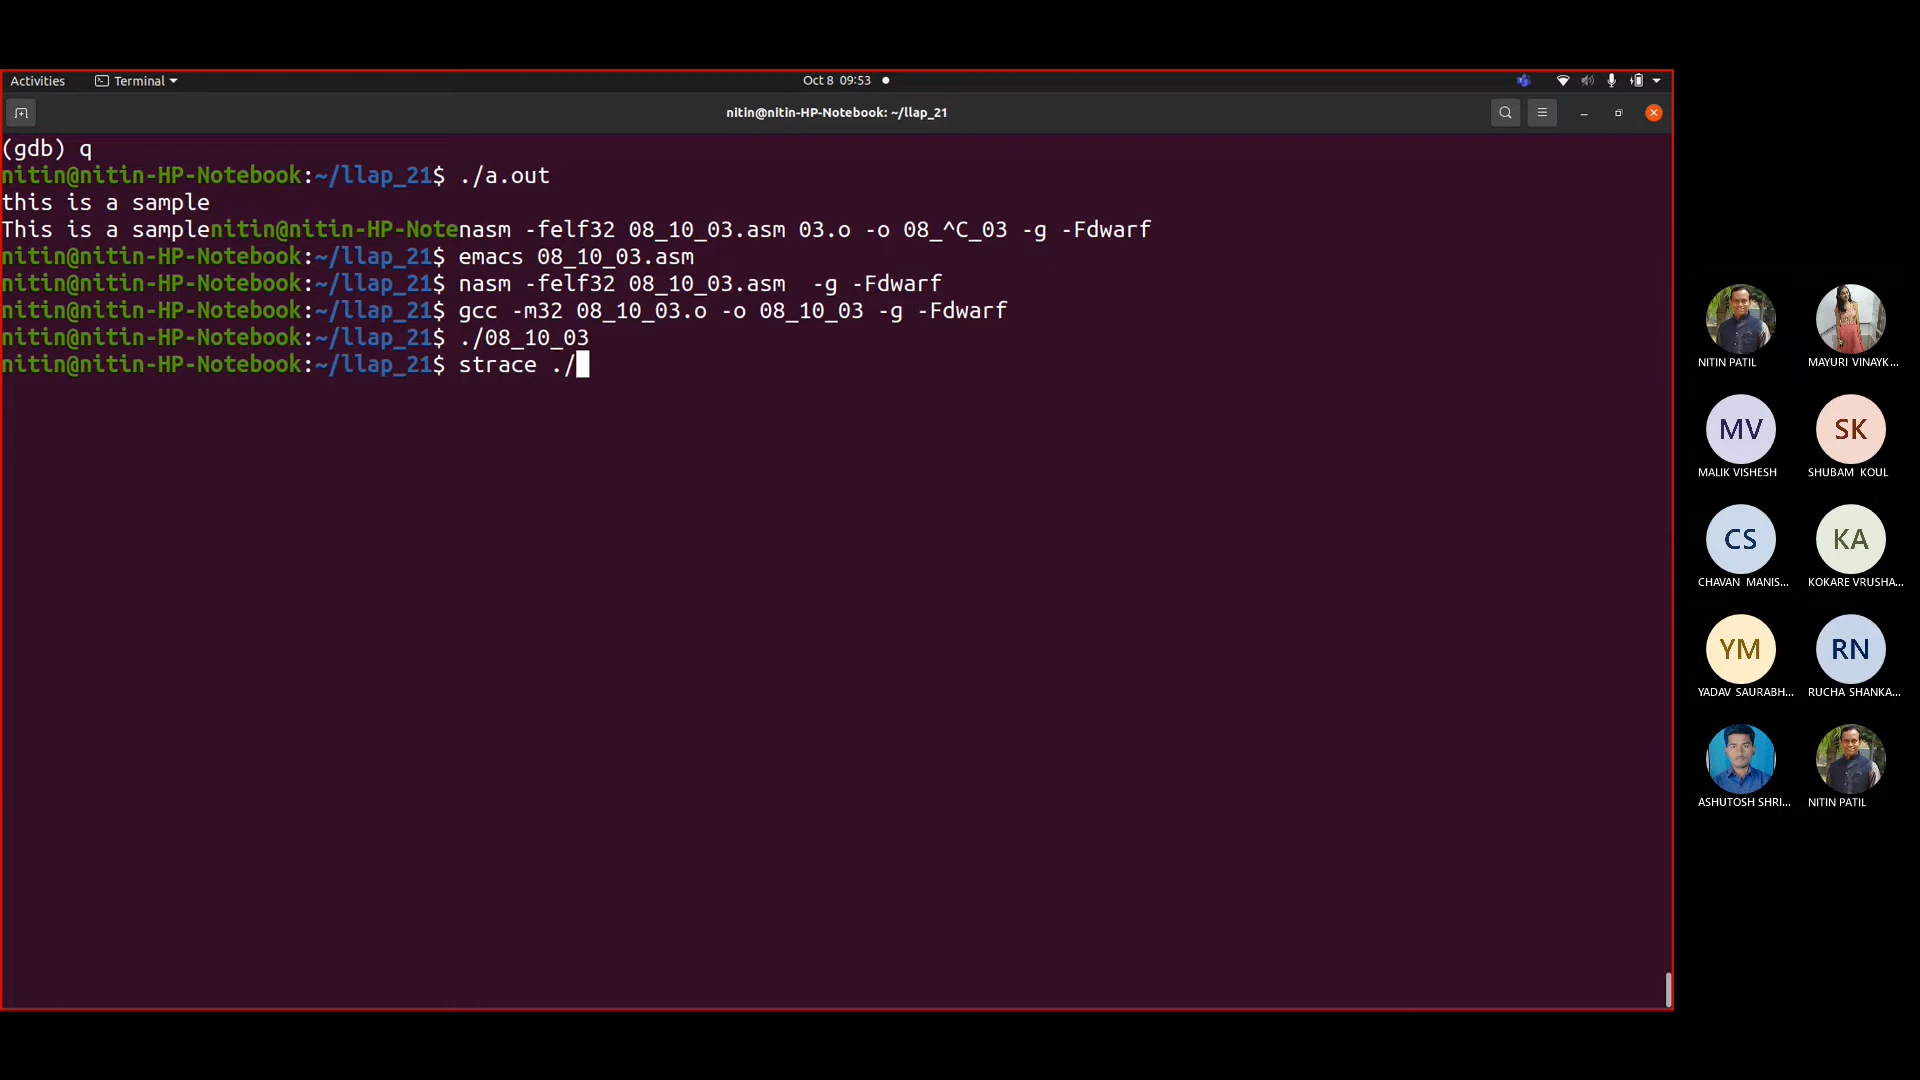 Activities Terminal Oct 8 09:53
nitin@nitin-HP-Notebook: ~/llap_21
(gdb) q
nitin@nitin-HP-Notebook:~/llap_21$ ./a.out
this is a sample
This is a samplenitin@nitin-HP-Notenasm -felf32 08_10_03.asm 03.o -o 08_^C_03 -g -Fdwarf
nitin@nitin-HP-Notebook:~/llap_21$ emacs 08_10_03.asm
nitin@nitin-HP-Notebook:~/llap_21$ nasm -felf32 08_10_03.asm  -g -Fdwarf
nitin@nitin-HP-Notebook:~/llap_21$ gcc -m32 08_10_03.o -o 08_10_03 -g -Fdwarf
nitin@nitin-HP-Notebook:~/llap_21$ ./08_10_03
nitin@nitin-HP-Notebook:~/llap_21$ strace ./
NITIN PATIL
MAYURI VINAYK...
MV
SK
MALIK VISHESH
SHUBAM KOUL
CS
KA
CHAVAN MANIS...
KOKARE VRUSHA...
YM
RN
YADAV SAURABH...
RUCHA SHANKA...
ASHUTOSH SHRI...
NITIN PATIL